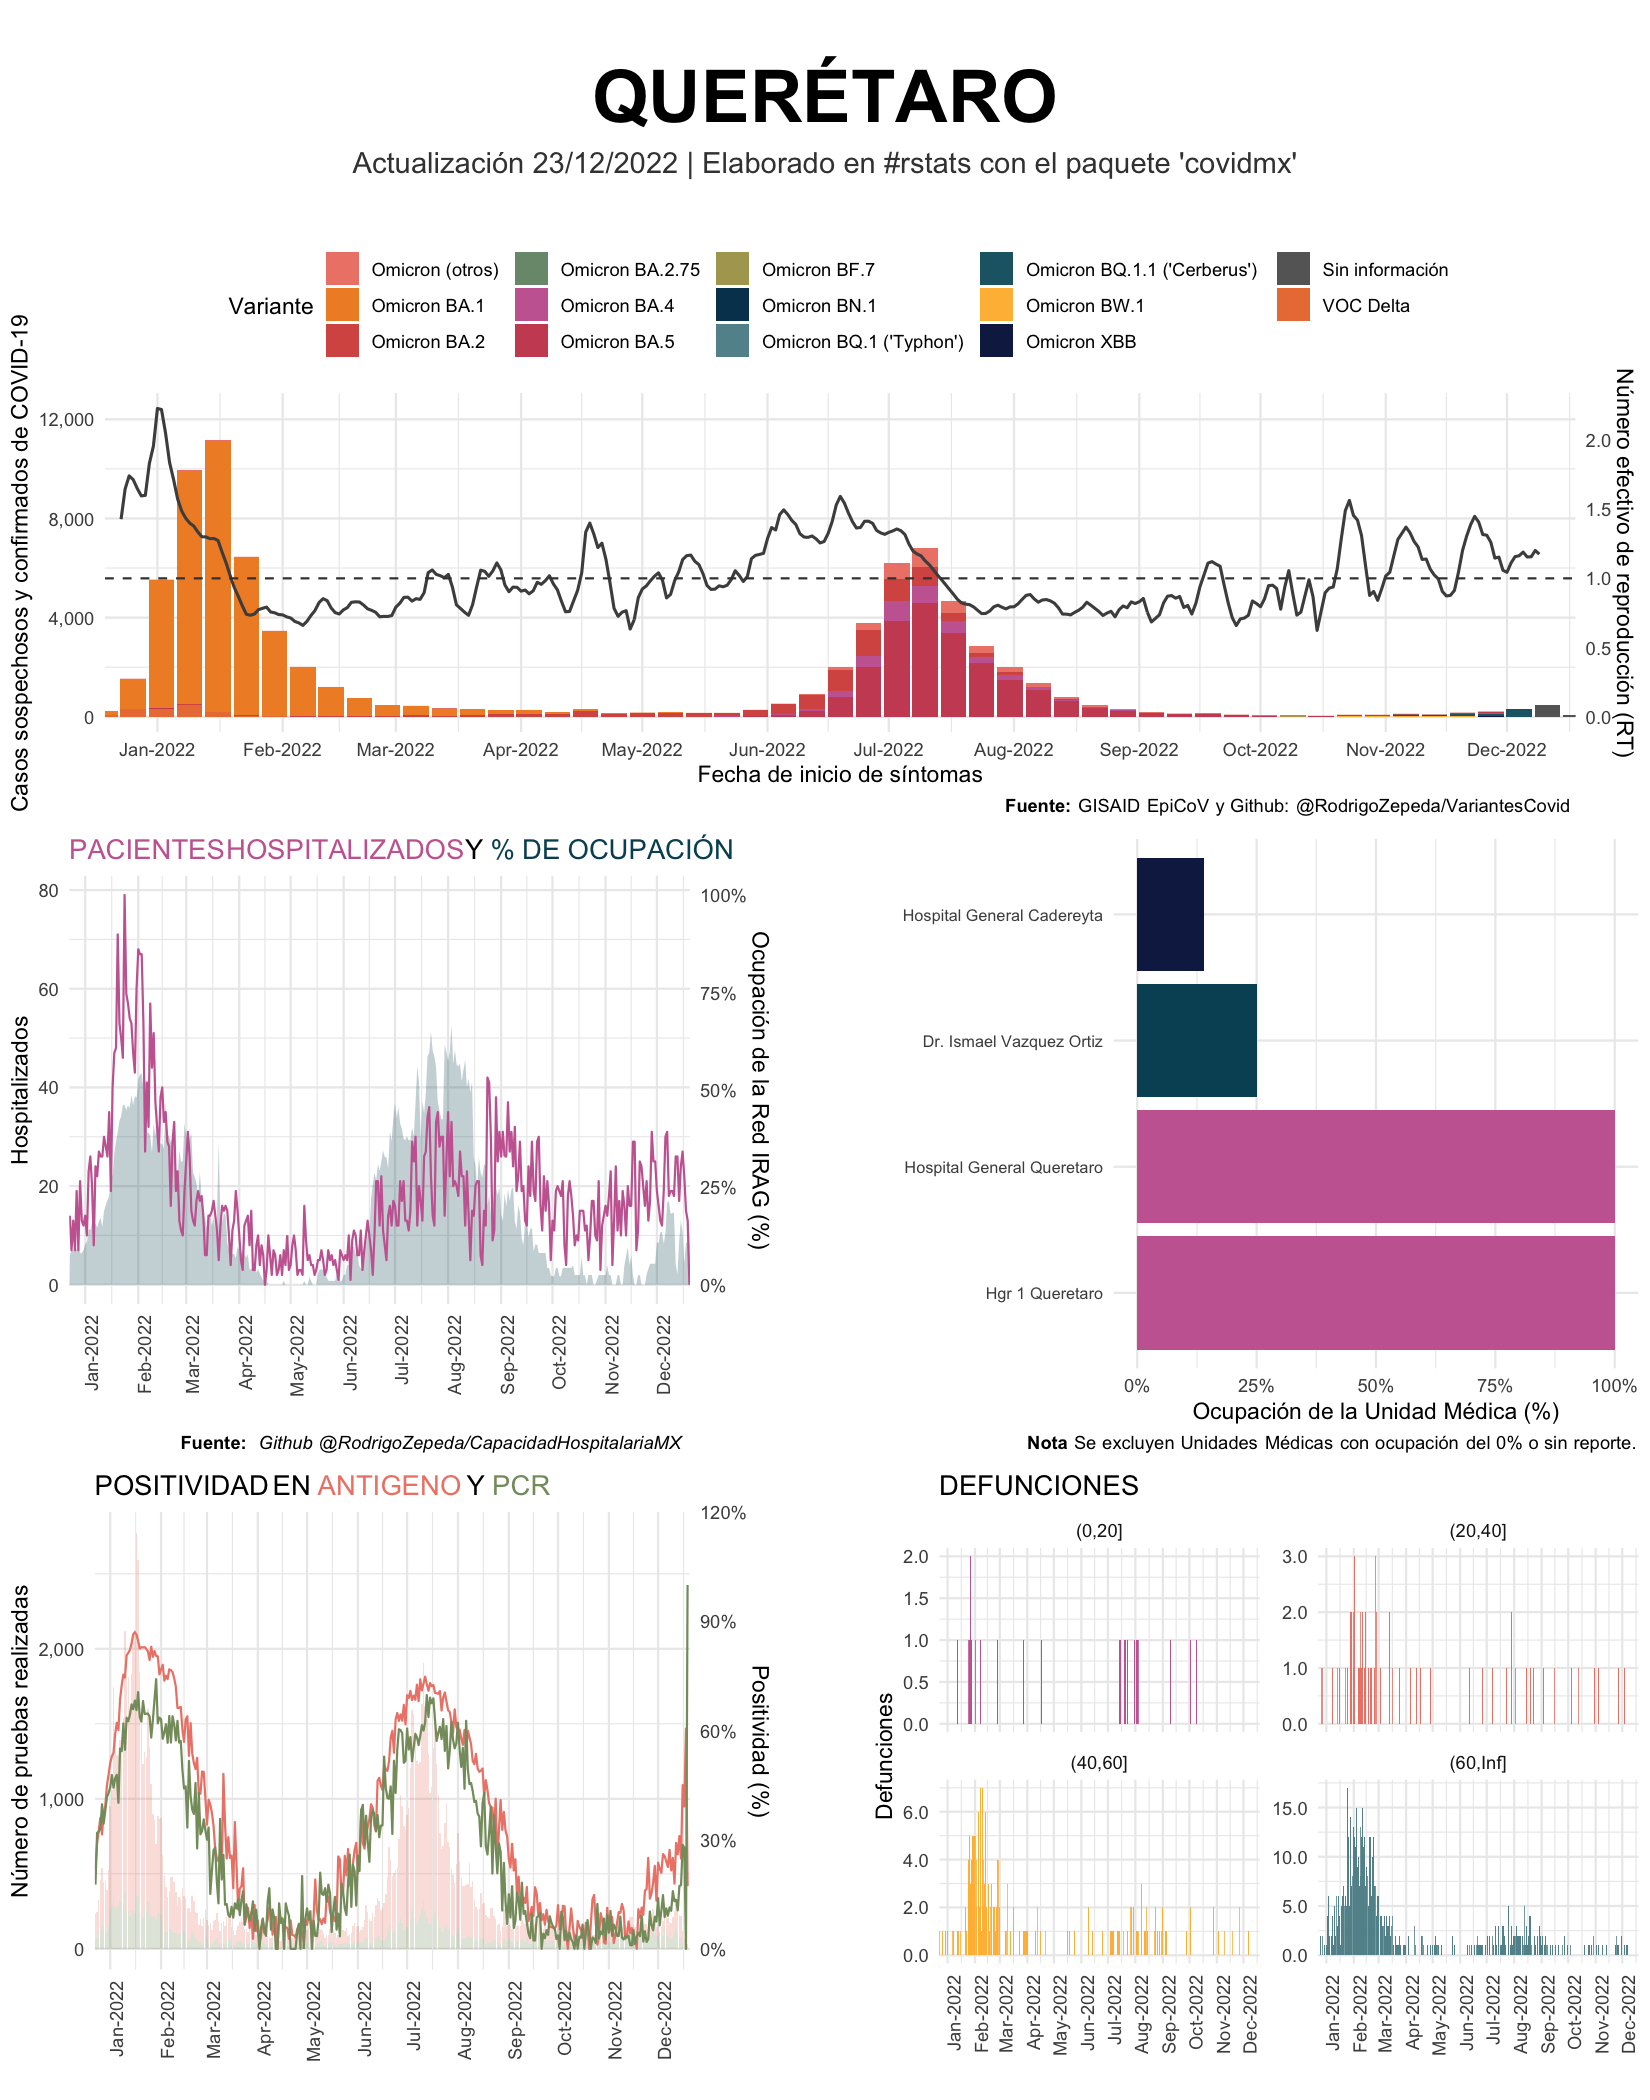 QUERÉTARO
Actualización 23/12/2022 | Elaborado en #rstats con el paquete 'covidmx'
Variante
Omicron (otros)
Omicron BA.1
Omicron BA.2
Omicron BA.2.75
Omicron BA.4
Omicron BA.5
Omicron BF.7
Omicron BN.1
Omicron BQ.1 ('Typhon')
Omicron BQ.1.1 ('Cerberus')
Omicron BW.1
Omicron XBB
Sin información
VOC Delta
Casos sospechosos y confirmados de COVID-19
12,000
8,000
4,000
0
Número efectivo de reproducción (RT)
2.0
1.5
1.0
0.5
0.0
Jan-2022 Feb-2022 Mar-2022 Apr-2022 May-2022 Jun-2022 Jul-2022 Aug-2022 Sep-2022 Oct-2022 Nov-2022 Dec-2022
Fecha de inicio de síntomas
Fuente: GISAID EpiCoV y Github: @RodrigoZepeda/VariantesCovid
PACIENTES HOSPITALIZADOS Y % DE OCUPACIÓN
Hospitalizados
80
60
40
20
0
Ocupación de la Red IRAG (%)
100%
75%
50%
25%
0%
Jan-2022 Feb-2022 Mar-2022 Apr-2022 May-2022 Jun-2022 Jul-2022 Aug-2022 Sep-2022 Oct-2022 Nov-2022 Dec-2022
Fuente: Github @RodrigoZepeda/CapacidadHospitalariaMX
Hospital General Cadereyta
Dr. Ismael Vazquez Ortiz
Hospital General Queretaro
Hgr 1 Queretaro
0% 25% 50% 75% 100%
Ocupación de la Unidad Médica (%)
Nota Se excluyen Unidades Médicas con ocupación del 0% o sin reporte.
POSITIVIDAD EN ANTIGENO Y PCR
Número de pruebas realizadas
2,000
1,000
0
Positividad (%)
120%
90%
60%
30%
0%
Jan-2022 Feb-2022 Mar-2022 Apr-2022 May-2022 Jun-2022 Jul-2022 Aug-2022 Sep-2022 Oct-2022 Nov-2022 Dec-2022
DEFUNCIONES
Defunciones
(0,20]
2.0
1.5
1.0
0.5
0.0
(20,40]
3.0
2.0
1.0
0.0
(40,60]
6.0
4.0
2.0
0.0
Jan-2022 Feb-2022 Mar-2022 Apr-2022 May-2022 Jun-2022 Jul-2022 Aug-2022 Sep-2022 Oct-2022 Nov-2022 Dec-2022
(60,Inf]
15.0
10.0
5.0
0.0
Jan-2022 Feb-2022 Mar-2022 Apr-2022 May-2022 Jun-2022 Jul-2022 Aug-2022 Sep-2022 Oct-2022 Nov-2022 Dec-2022